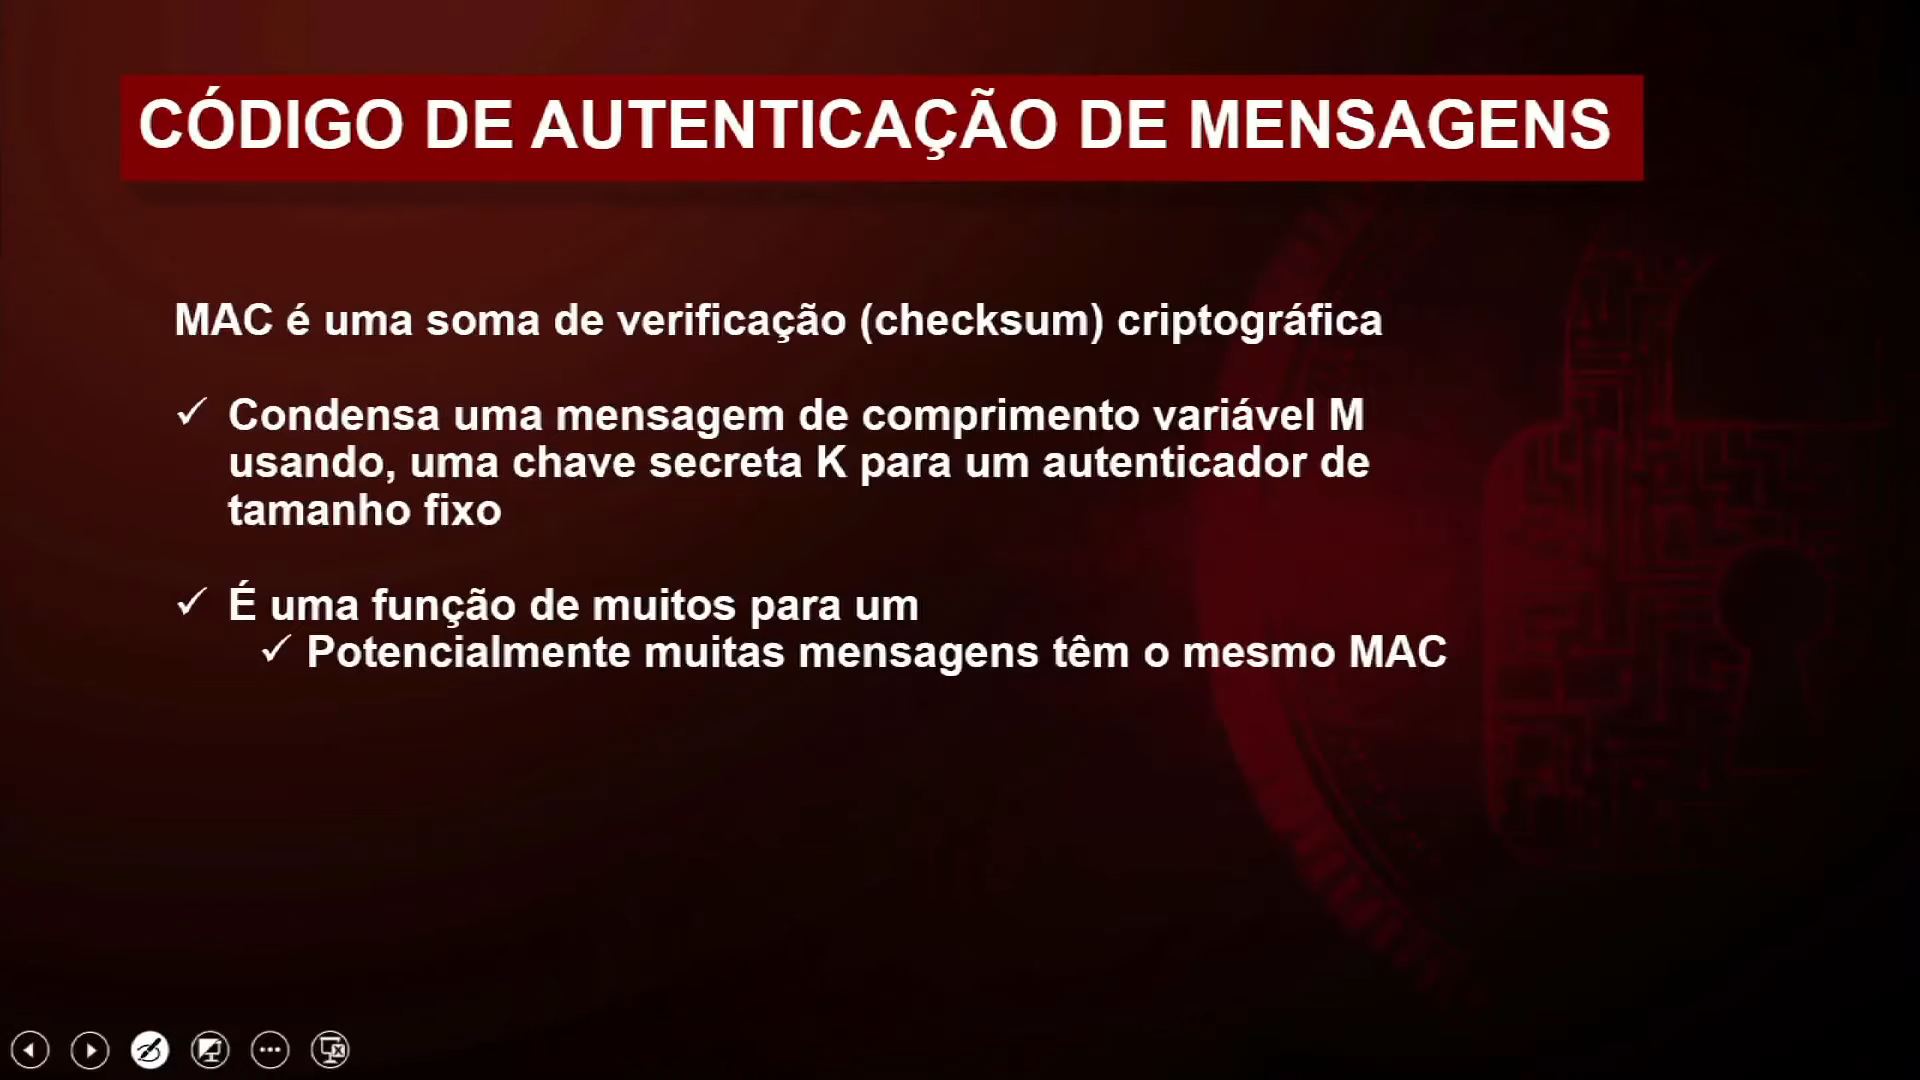 CÓDIGO DE AUTENTICAÇÃO DE MENSAGENS
MAC é uma soma de verificação (checksum) criptográfica
✓ Condensa uma mensagem de comprimento variável M
usando, uma chave secreta K para um autenticador de
tamanho fixo
✓ É uma função de muitos para um
✓ Potencialmente muitas mensagens têm o mesmo MAC